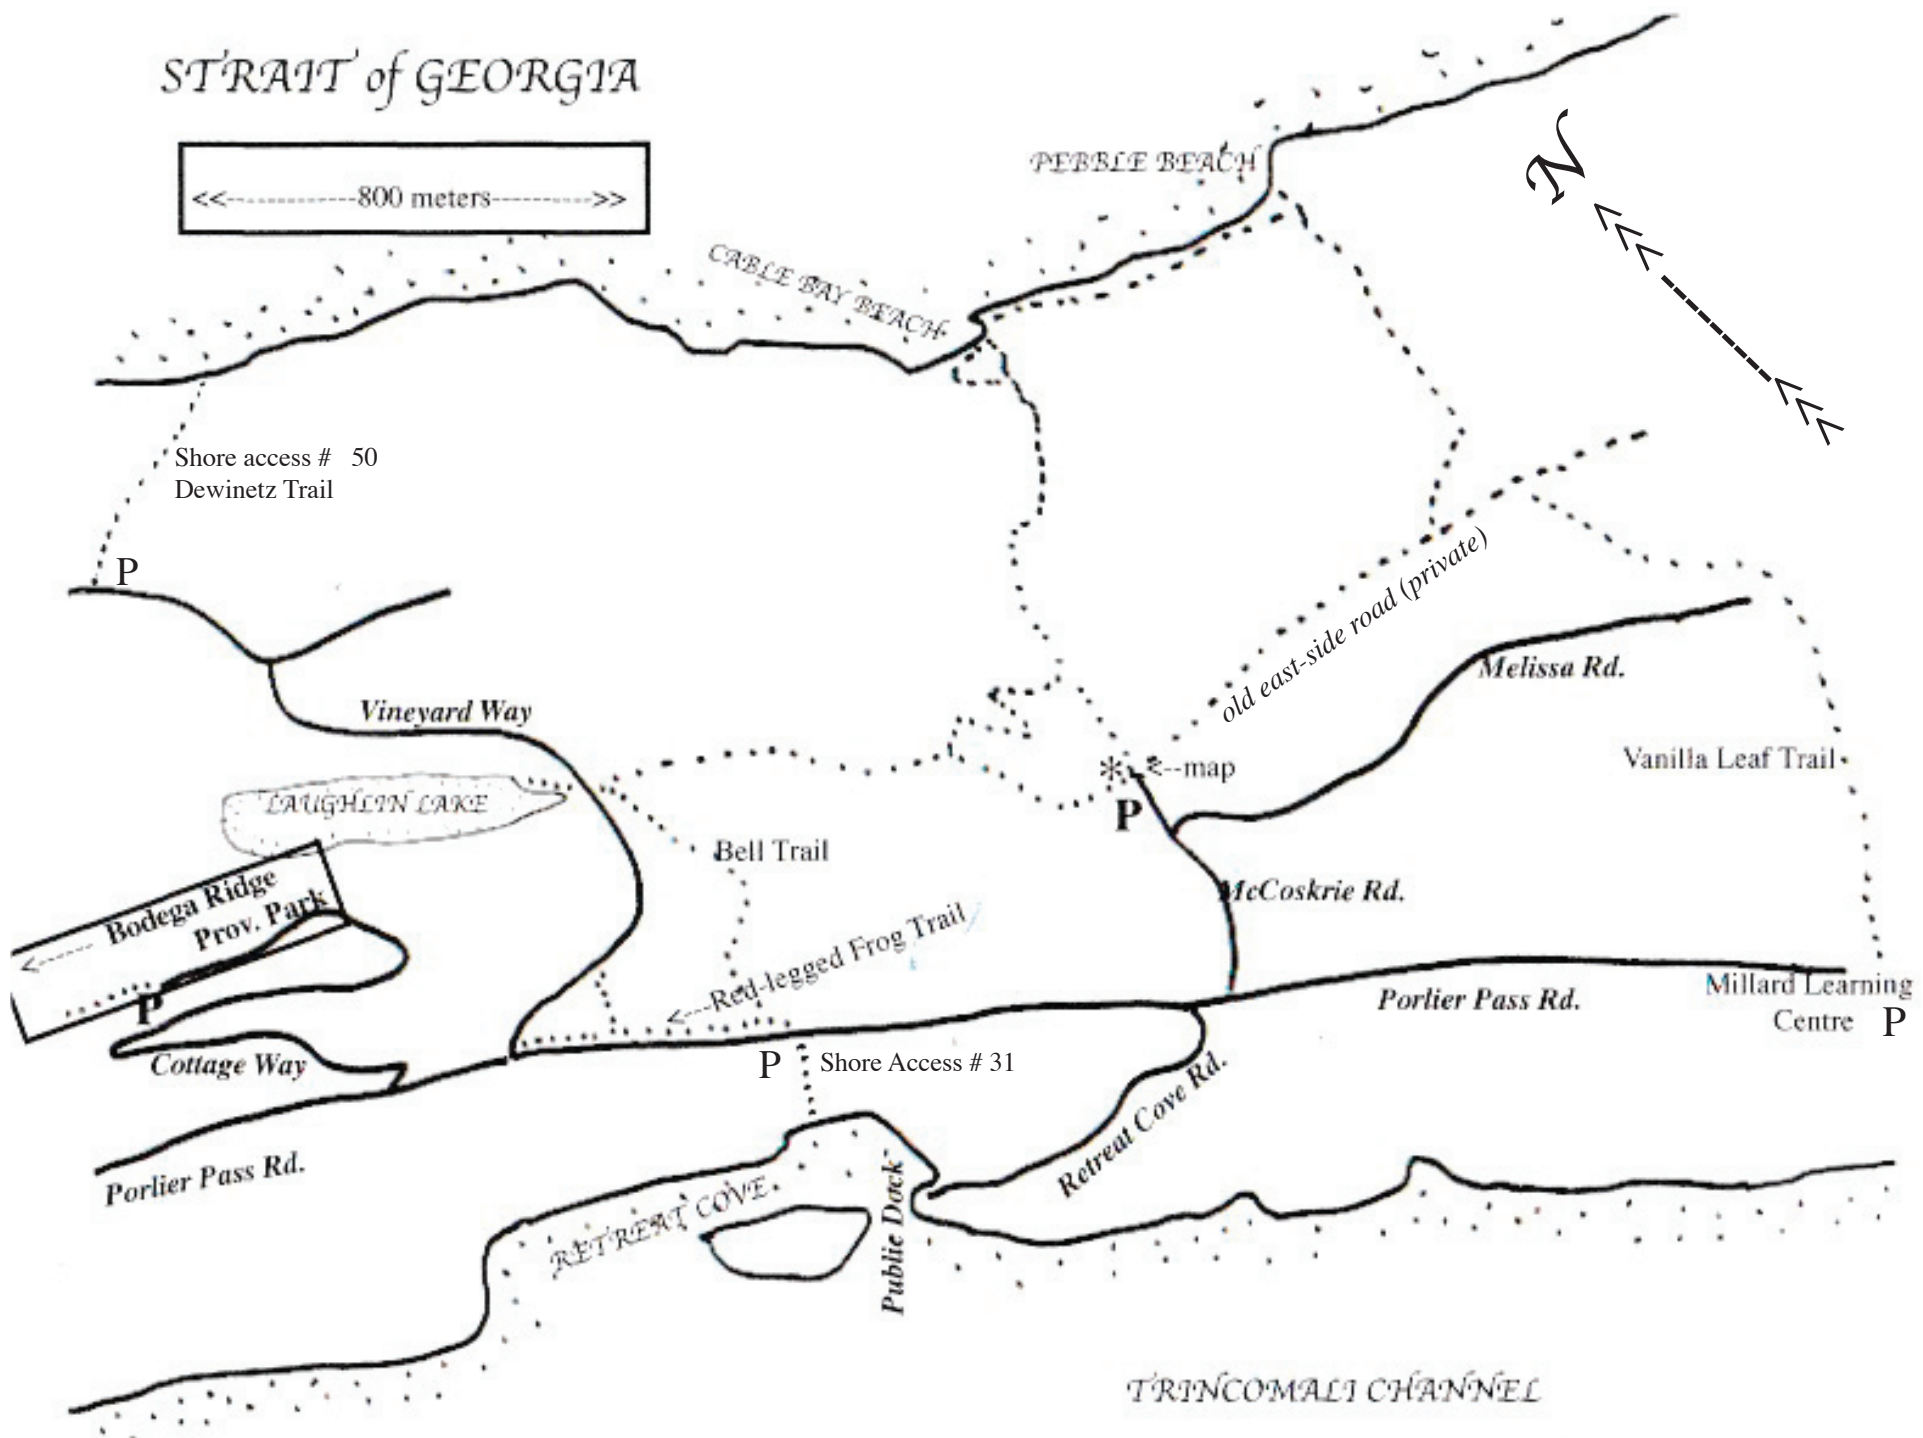 STRAIT of GEORGIA
<<--------------800 meters------------>>
PEBBLE BEACH
N
CABLE BAY BEACH
Shore access # 50
Dewinetz Trail
P
old east-side road (private)
Melissa Rd.
Vineyard Way
Vanilla Leaf Trail
*<--map
P
LAUGHLIN LAKE
Bell Trail
McCoskrie Rd.
<---- Bodega Ridge
Prov. Park
P
<---Red-legged Frog Trail
Porlier Pass Rd.
Millard Learning
Centre P
Cottage Way
P Shore Access # 31
Retreat Cove Rd.
Porlier Pass Rd.
RETREAT COVE
Public Dock
TRINCOMALI CHANNEL